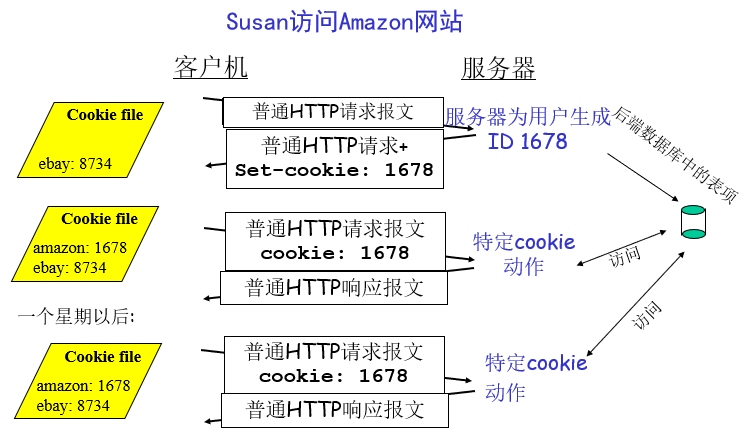 Susan访问Amazon网站
客户机
服务器
Cookie file
ebay: 8734
普通HTTP请求报文
普通HTTP请求+
Set-cookie: 1678
服务器为用户生成
ID 1678
后端数据库中的表项
Cookie file
amazon: 1678
ebay: 8734
普通HTTP请求报文
cookie: 1678
普通HTTP响应报文
特定cookie
动作
访问
一个星期以后:
Cookie file
amazon: 1678
ebay: 8734
普通HTTP请求报文
cookie: 1678
普通HTTP响应报文
特定cookie
动作
访问